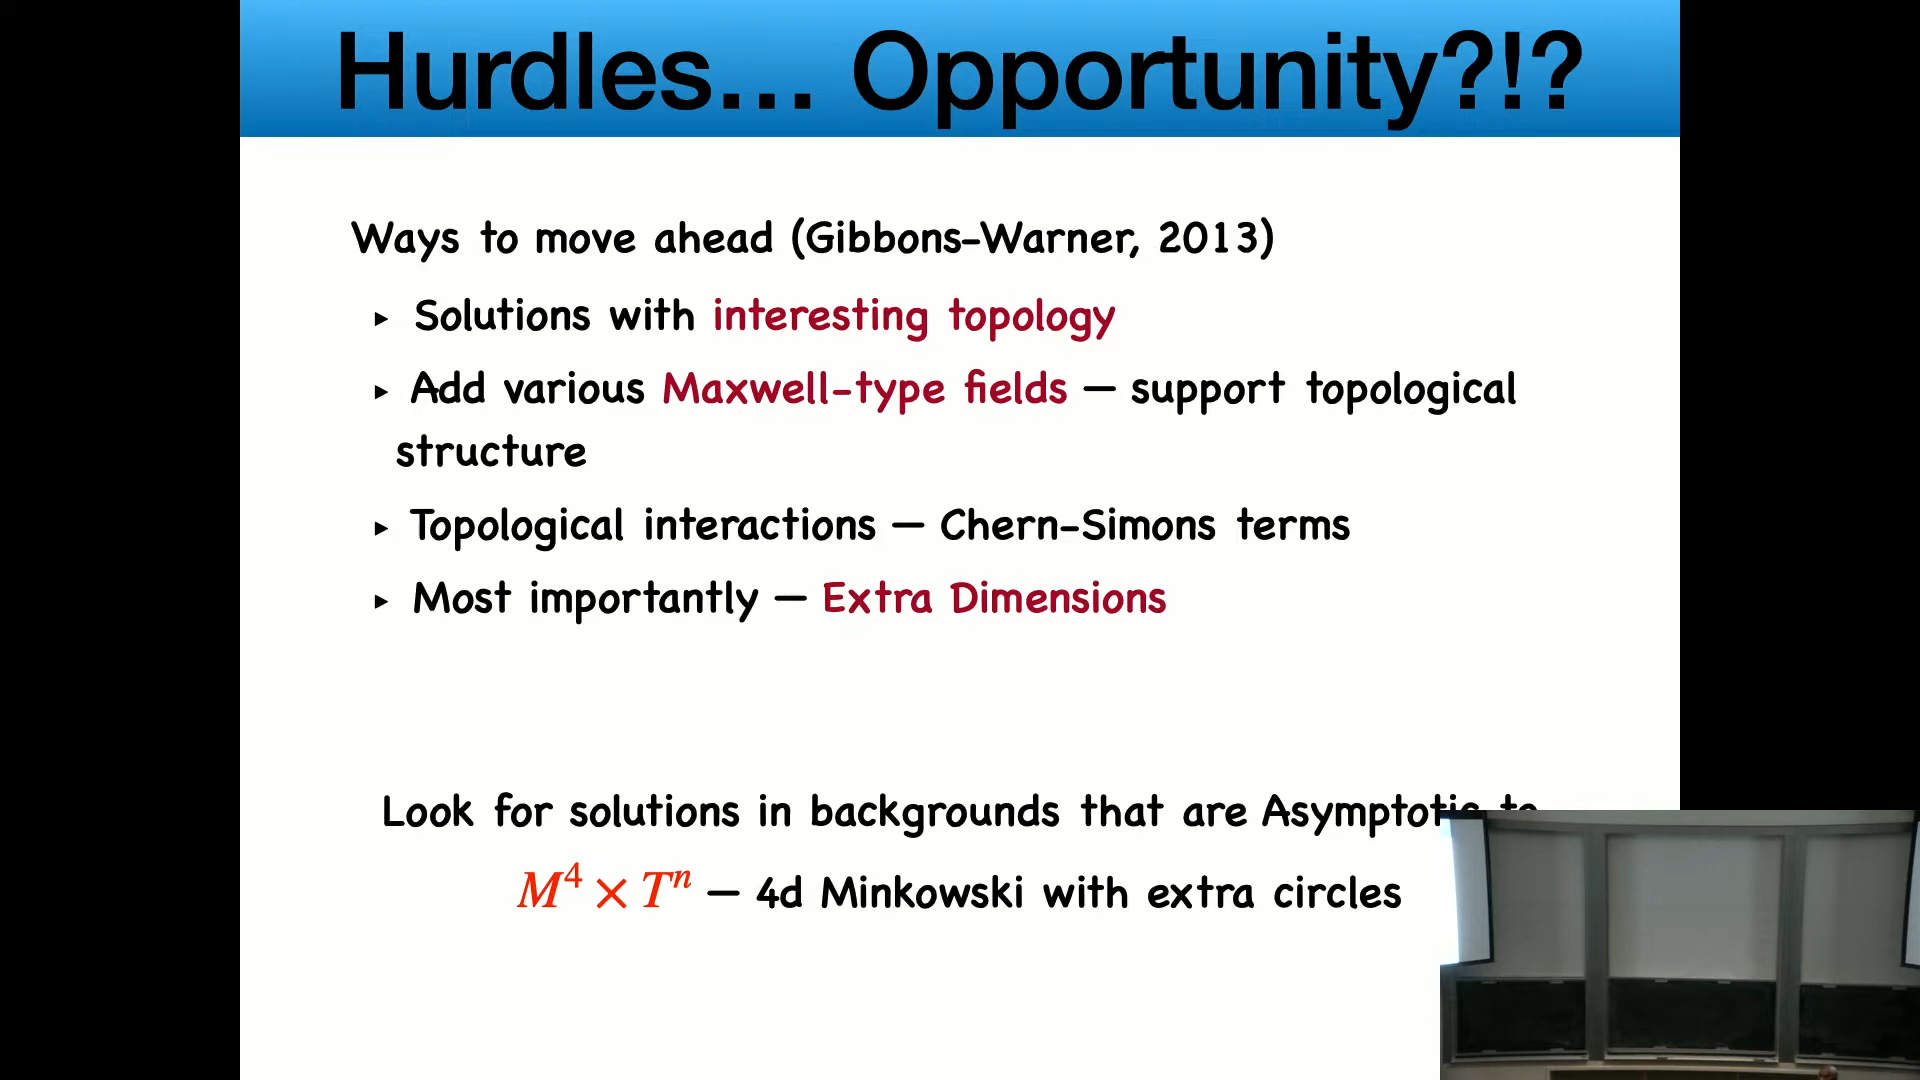 Hurdles... Opportunity?!?
Ways to move ahead (Gibbons-Warner, 2013)
▸ Solutions with interesting topology
▸ Add various Maxwell-type fields — support topological
structure
▸ Topological interactions — Chern-Simons terms
▸ Most importantly — Extra Dimensions
Look for solutions in backgrounds that are Asymptotic to
M⁴ × Tⁿ — 4d Minkowski with extra circles